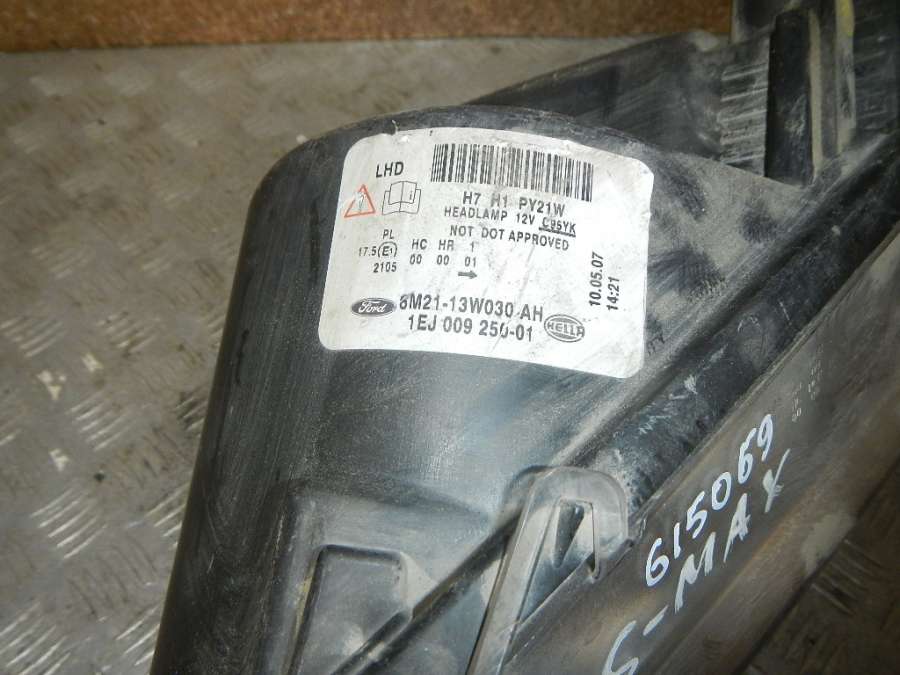 LHD
H7 H1 PY21W
HEADLAMP 12V C95YK
NOT DOT APPROVED
PL HC HR 1
17.5 E1 00 00 01
2105
10.05.07
14:21
Ford 6M21-13W030 AH
1EJ 009 250-01 HELLA
615069
S-MAX